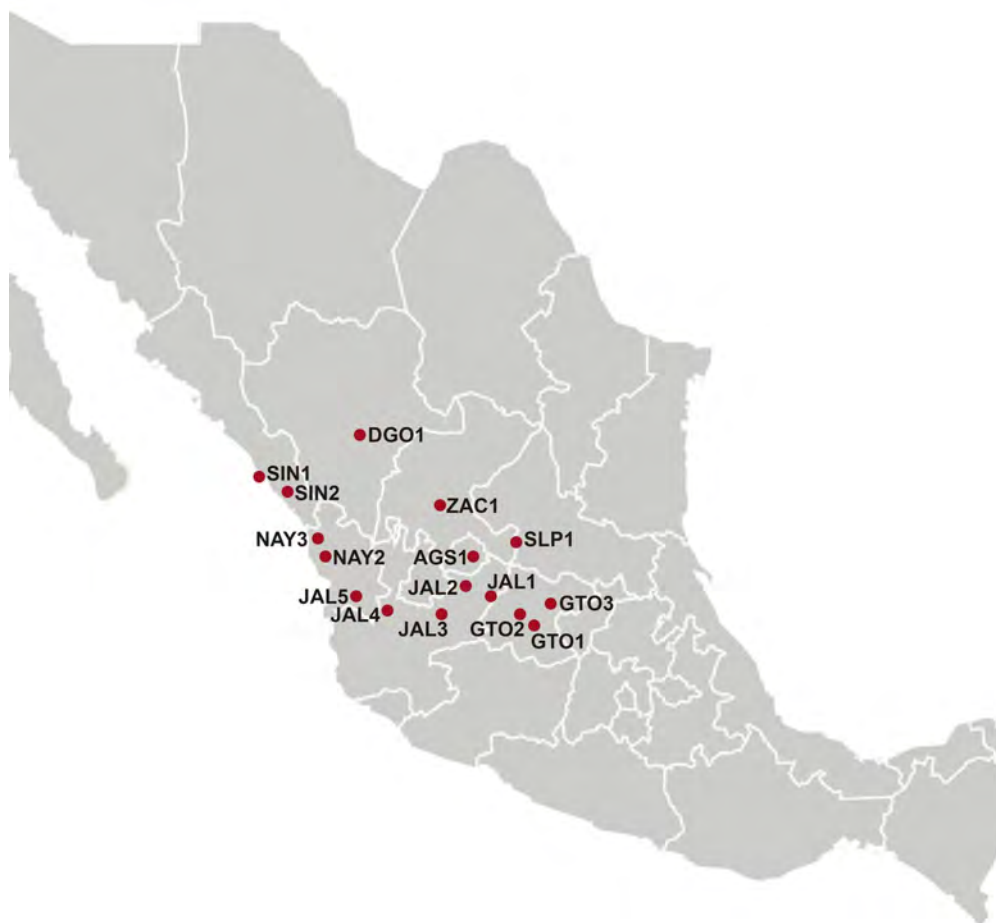 DGO1
SIN1
SIN2
ZAC1
NAY3
SLP1
NAY2
AGS1
JAL2
JAL1
JAL5
GTO3
JAL4
JAL3
GTO2
GTO1